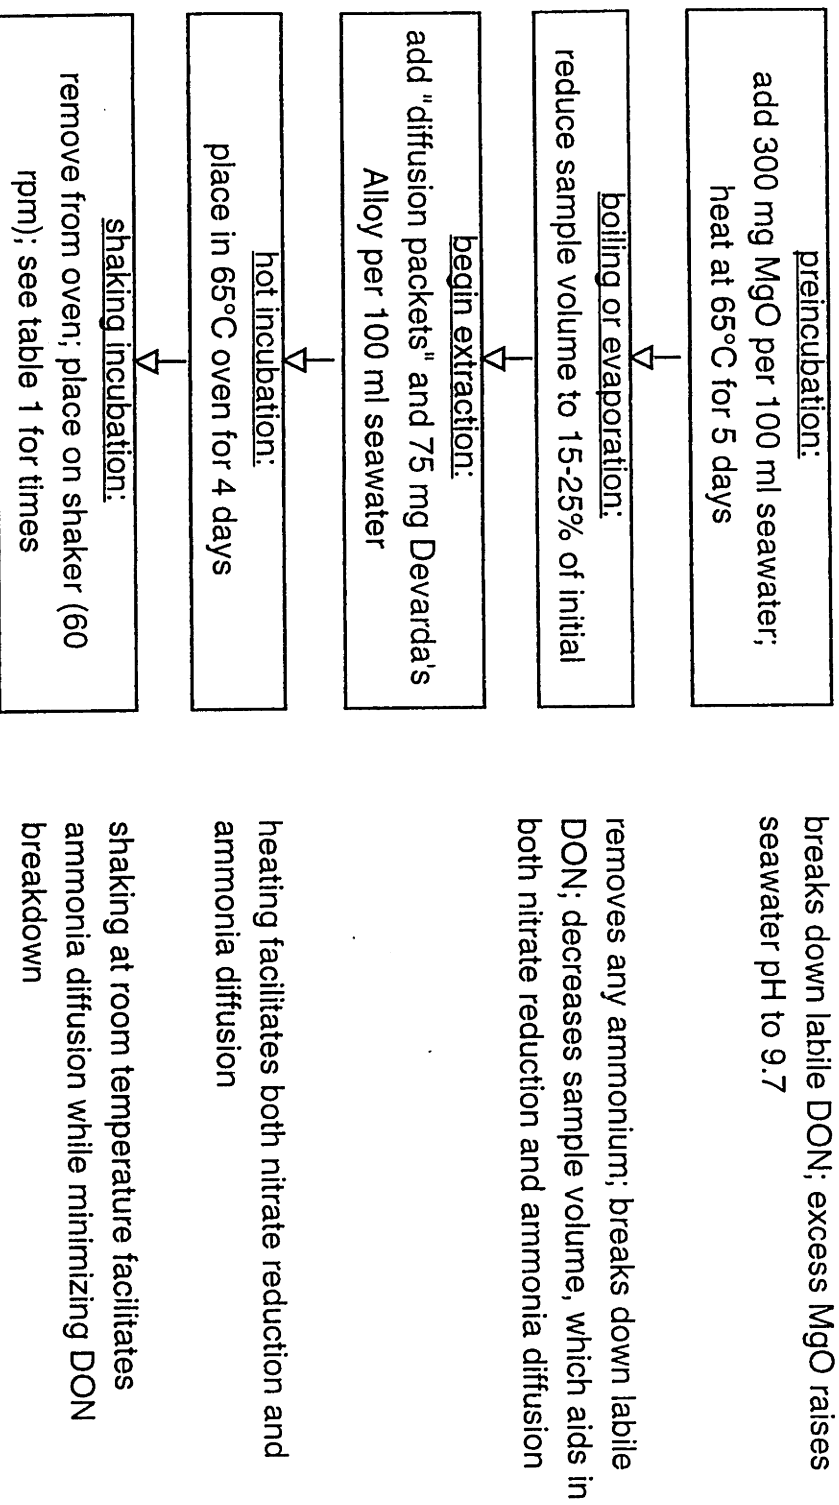 preincubation:
add 300 mg MgO per 100 ml seawater;
heat at 65°C for 5 days
breaks down labile DON; excess MgO raises
seawater pH to 9.7
boiling or evaporation:
reduce sample volume to 15-25% of initial
removes any ammonium; breaks down labile
DON; decreases sample volume, which aids in
both nitrate reduction and ammonia diffusion
begin extraction:
add "diffusion packets" and 75 mg Devarda's
Alloy per 100 ml seawater
hot incubation:
place in 65°C oven for 4 days
heating facilitates both nitrate reduction and
ammonia diffusion
shaking incubation:
remove from oven; place on shaker (60
rpm); see table 1 for times
shaking at room temperature facilitates
ammonia diffusion while minimizing DON
breakdown